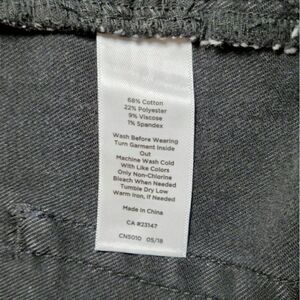 68% Cotton
22% Polyester
9% Viscose
1% Spandex
Wash Before Wearing
Turn Garment Inside
Out
Machine Wash Cold
With Like Colors
Only Non-Chlorine
Bleach When Needed
Tumble Dry Low
Warm Iron, If Needed
Made in China
CA #23147
CN5010 05/18